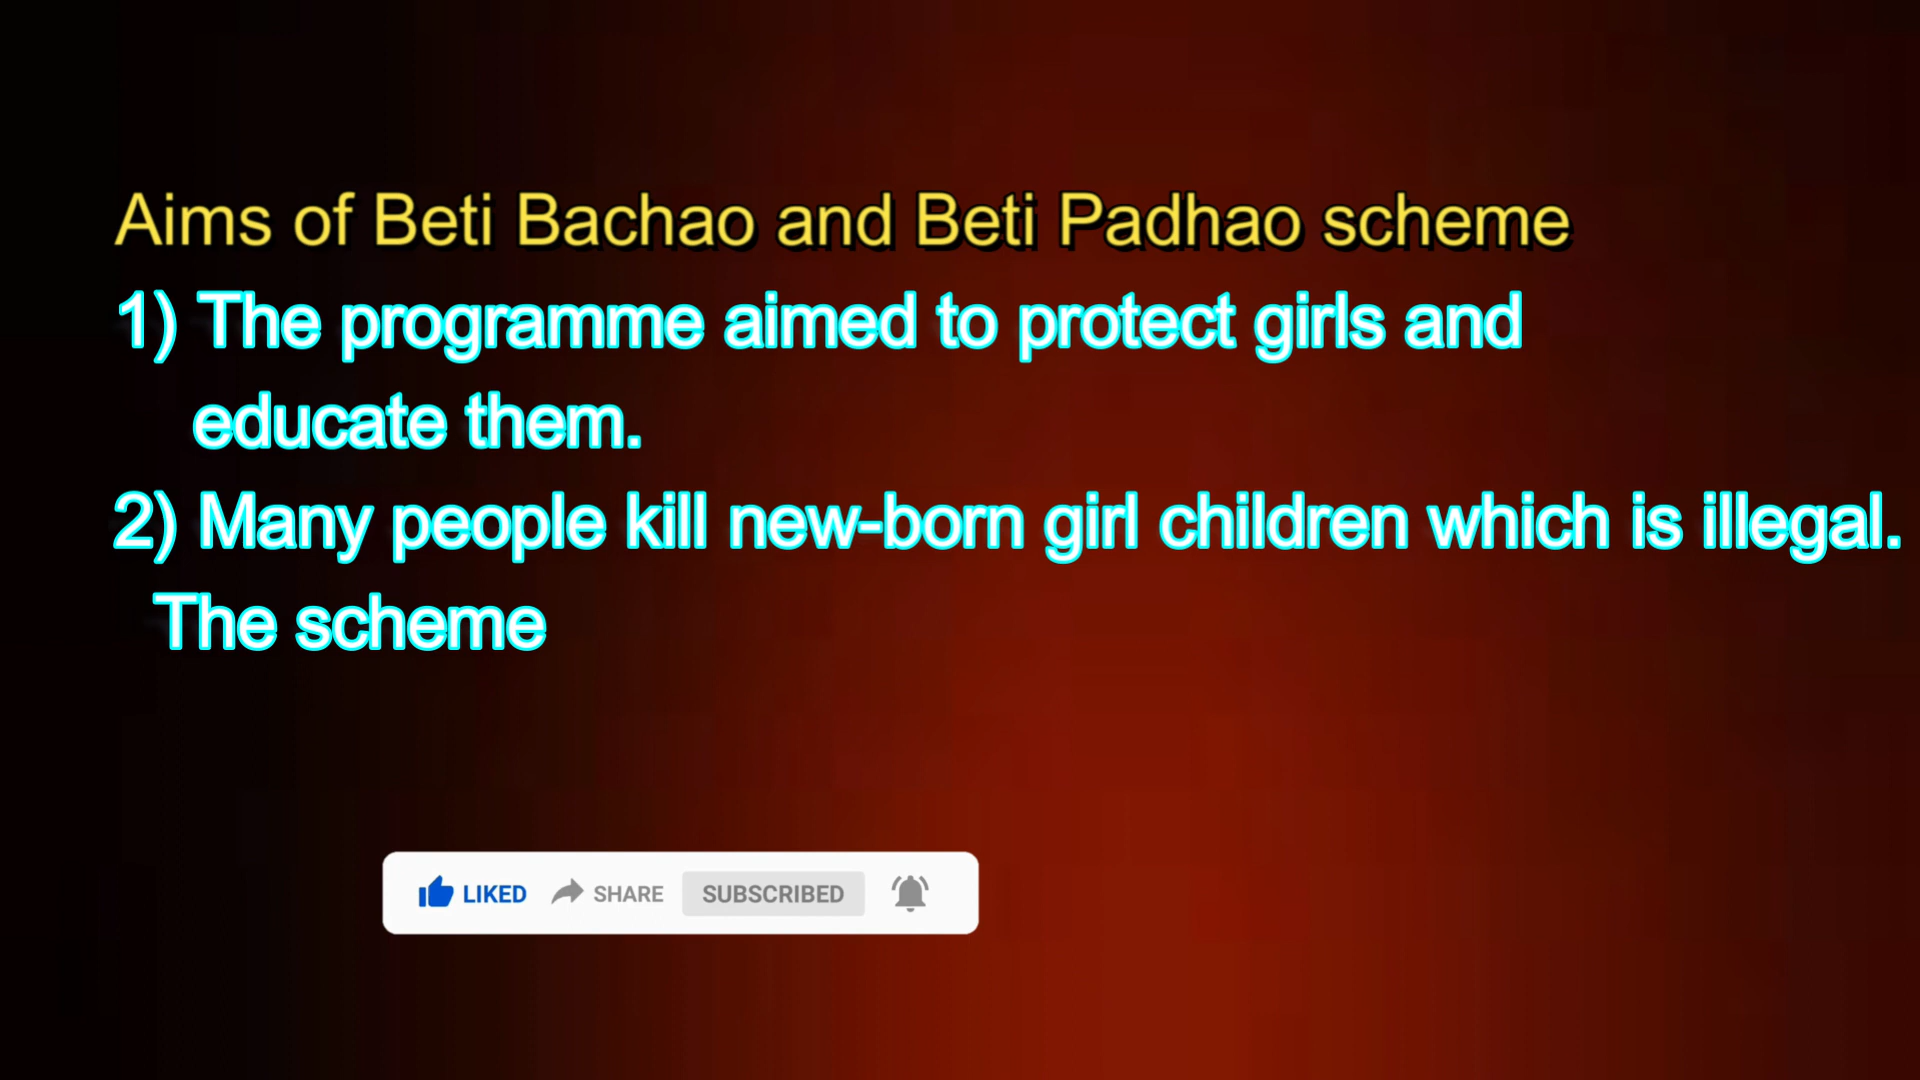 Aims of Beti Bachao and Beti Padhao scheme
1) The programme aimed to protect girls and
educate them.
2) Many people kill new-born girl children which is illegal.
The scheme
LIKED SHARE SUBSCRIBED